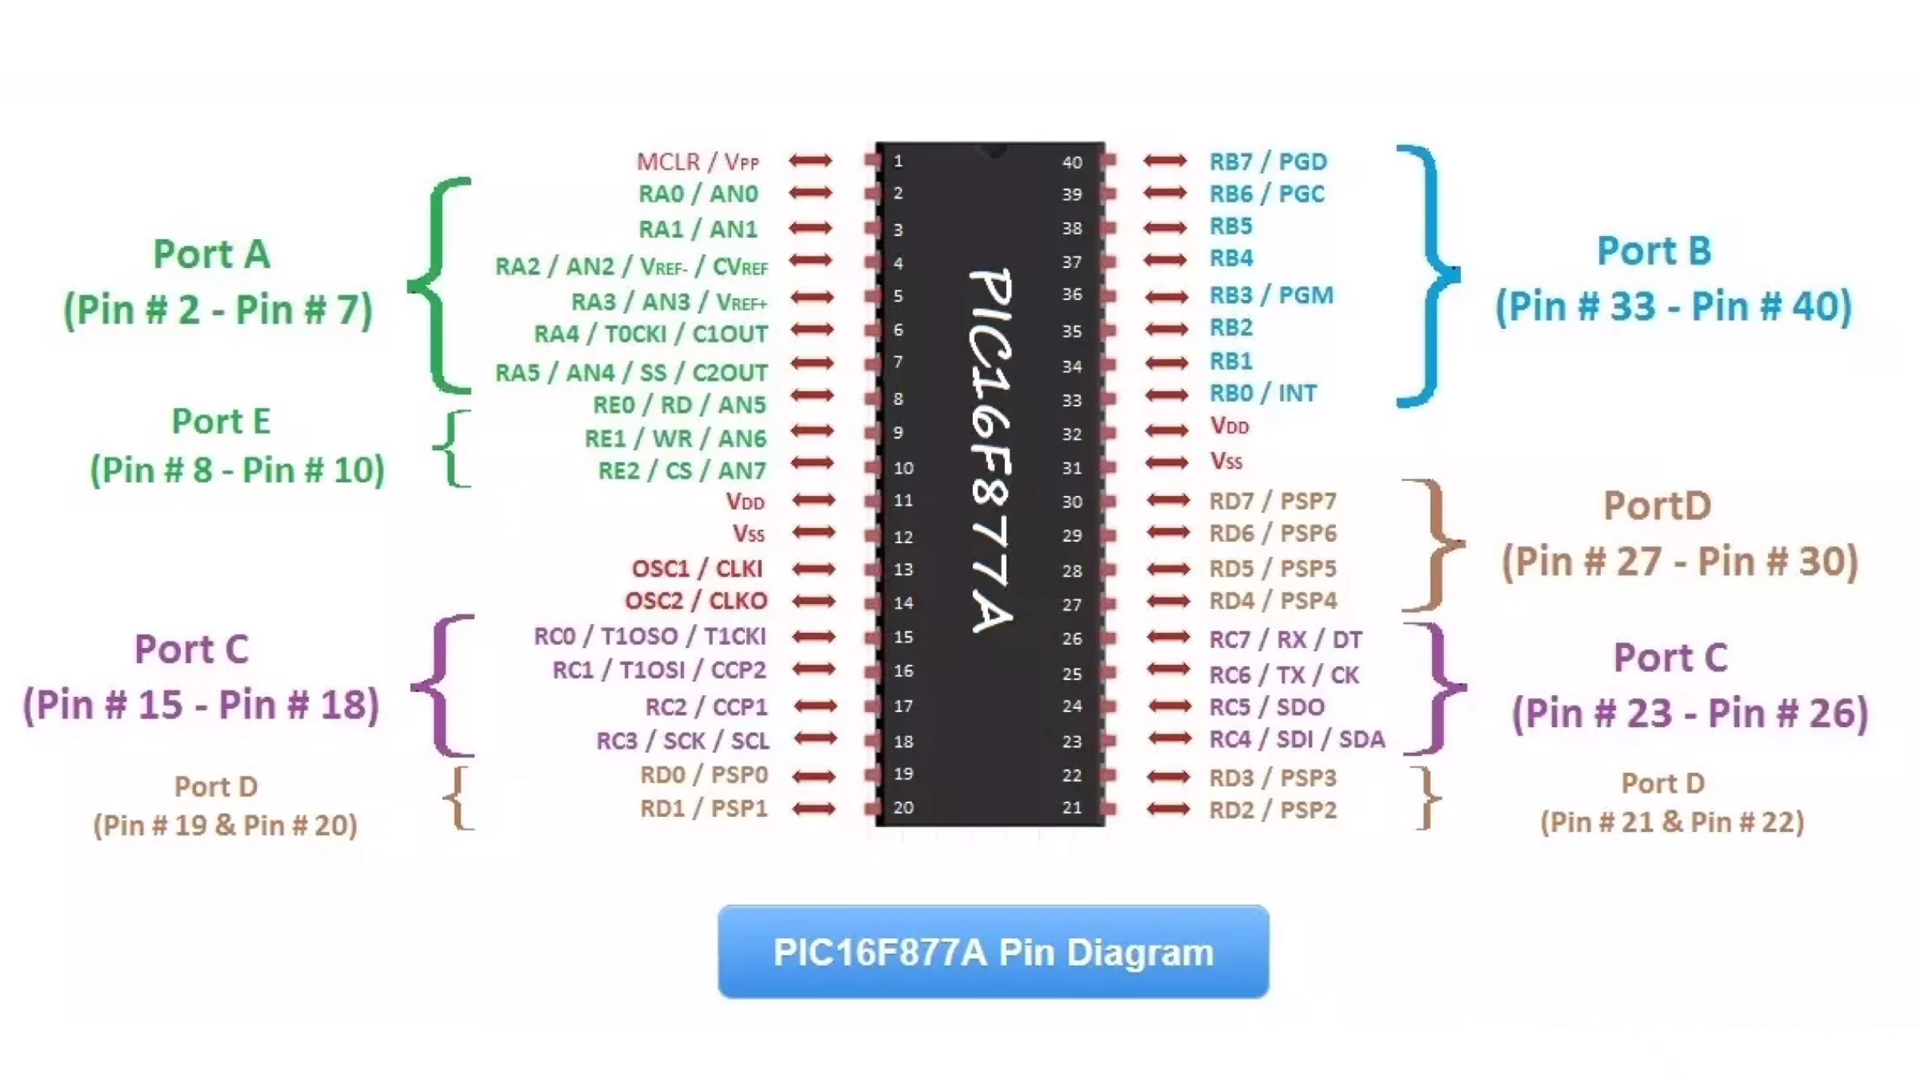 MCLR / VPP
RA0 / AN0
RA1 / AN1
RA2 / AN2 / VREF- / CVREF
RA3 / AN3 / VREF+
RA4 / T0CKI / C1OUT
RA5 / AN4 / SS / C2OUT
RE0 / RD / AN5
RE1 / WR / AN6
RE2 / CS / AN7
VDD
VSS
OSC1 / CLKI
OSC2 / CLKO
RC0 / T1OSO / T1CKI
RC1 / T1OSI / CCP2
RC2 / CCP1
RC3 / SCK / SCL
RD0 / PSP0
RD1 / PSP1
Port A
(Pin # 2 - Pin # 7)
Port E
(Pin # 8 - Pin # 10)
Port C
(Pin # 15 - Pin # 18)
Port D
(Pin # 19 & Pin # 20)
1
2
3
4
5
6
7
8
9
10
11
12
13
14
15
16
17
18
19
20
PIC16F877A
40
39
38
37
36
35
34
33
32
31
30
29
28
27
26
25
24
23
22
21
RB7 / PGD
RB6 / PGC
RB5
RB4
RB3 / PGM
RB2
RB1
RB0 / INT
VDD
VSS
RD7 / PSP7
RD6 / PSP6
RD5 / PSP5
RD4 / PSP4
RC7 / RX / DT
RC6 / TX / CK
RC5 / SDO
RC4 / SDI / SDA
RD3 / PSP3
RD2 / PSP2
Port B
(Pin # 33 - Pin # 40)
PortD
(Pin # 27 - Pin # 30)
Port C
(Pin # 23 - Pin # 26)
Port D
(Pin # 21 & Pin # 22)
PIC16F877A Pin Diagram